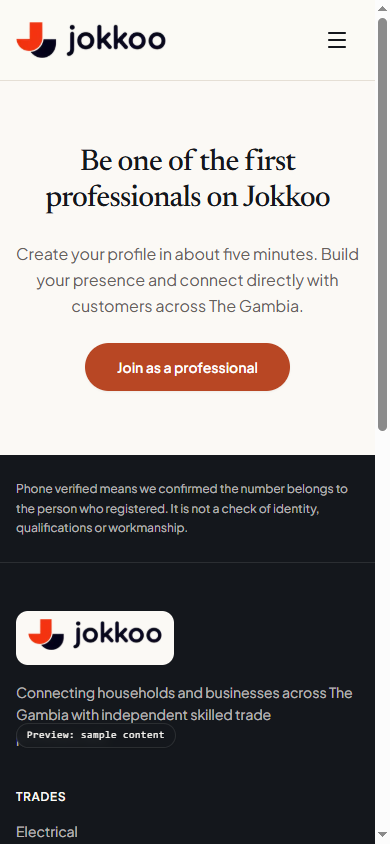 jokkoo
Be one of the first
professionals on Jokkoo
Create your profile in about five minutes. Build
your presence and connect directly with
customers across The Gambia.
Join as a professional
Phone verified means we confirmed the number belongs to
the person who registered. It is not a check of identity,
qualifications or workmanship.
jokkoo
Connecting households and businesses across The
Gambia with independent skilled trade
Preview: sample content
TRADES
Electrical